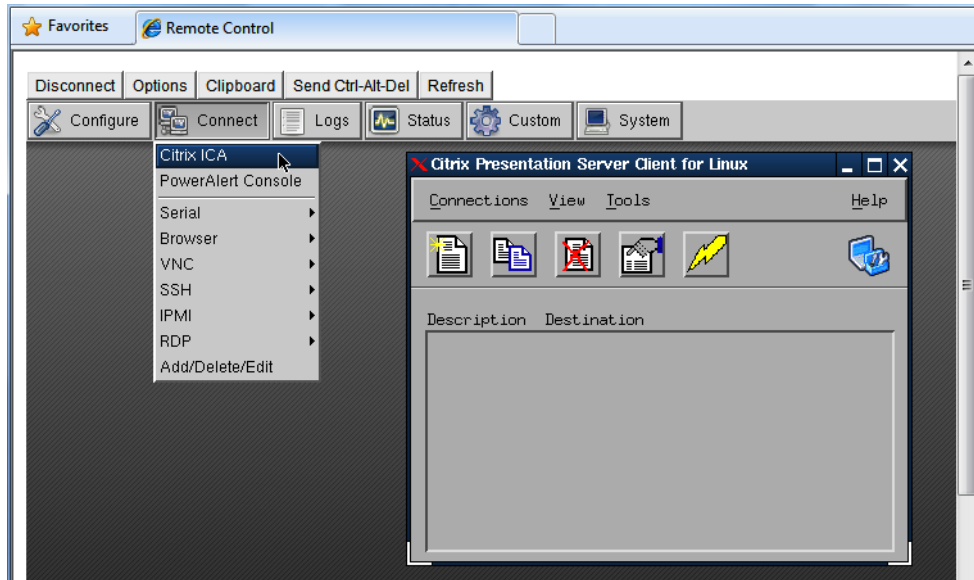 Favorites Remote Control
Disconnect Options Clipboard Send Ctrl-Alt-Del Refresh
Configure Connect Logs Status Custom System
Citrix ICA
PowerAlert Console
Serial
Browser
VNC
SSH
IPMI
RDP
Add/Delete/Edit
Citrix Presentation Server Client for Linux
Connections View Tools Help
Description Destination